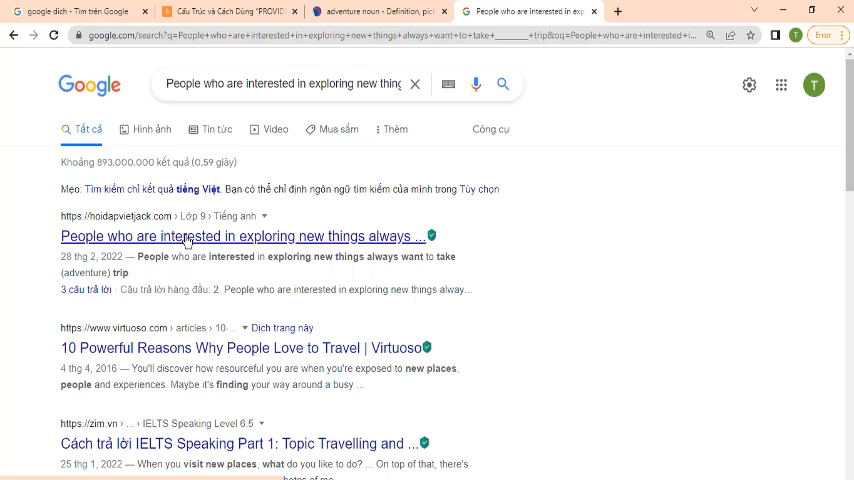 google dich - Tìm trên Google
Cấu Trúc và Cách Dùng "PROVID
adventure noun - Definition, pict
People who are interested in exp
google.com/search?q=People+who+are+interested+in+exploring+new+things+always+want+to+take+_______+trip&oq=People+who+are+interested+i...
T
Error
Google
People who are interested in exploring new thing
T
Tất cả
Hình ảnh
Tin tức
Video
Mua sắm
Thêm
Công cụ
Khoảng 893.000.000 kết quả (0,59 giây)
Mẹo: Tìm kiếm chỉ kết quả tiếng Việt. Bạn có thể chỉ định ngôn ngữ tìm kiếm của mình trong Tùy chọn
https://hoidapvietjack.com › Lớp 9 › Tiếng anh
People who are interested in exploring new things always ...
28 thg 2, 2022 — People who are interested in exploring new things always want to take
(adventure) trip.
3 câu trả lời · Câu trả lời hàng đầu: 2. People who are interested in exploring new things alway...
https://www.virtuoso.com › articles › 10-... Dịch trang này
10 Powerful Reasons Why People Love to Travel | Virtuoso
4 thg 4, 2016 — You'll discover how resourceful you are when you're exposed to new places,
people and experiences. Maybe it's finding your way around a busy ...
https://zim.vn › ... › IELTS Speaking Level 6.5
Cách trả lời IELTS Speaking Part 1: Topic Travelling and ...
25 thg 1, 2022 — When you visit new places, what do you like to do? ... On top of that, there's
photos of me